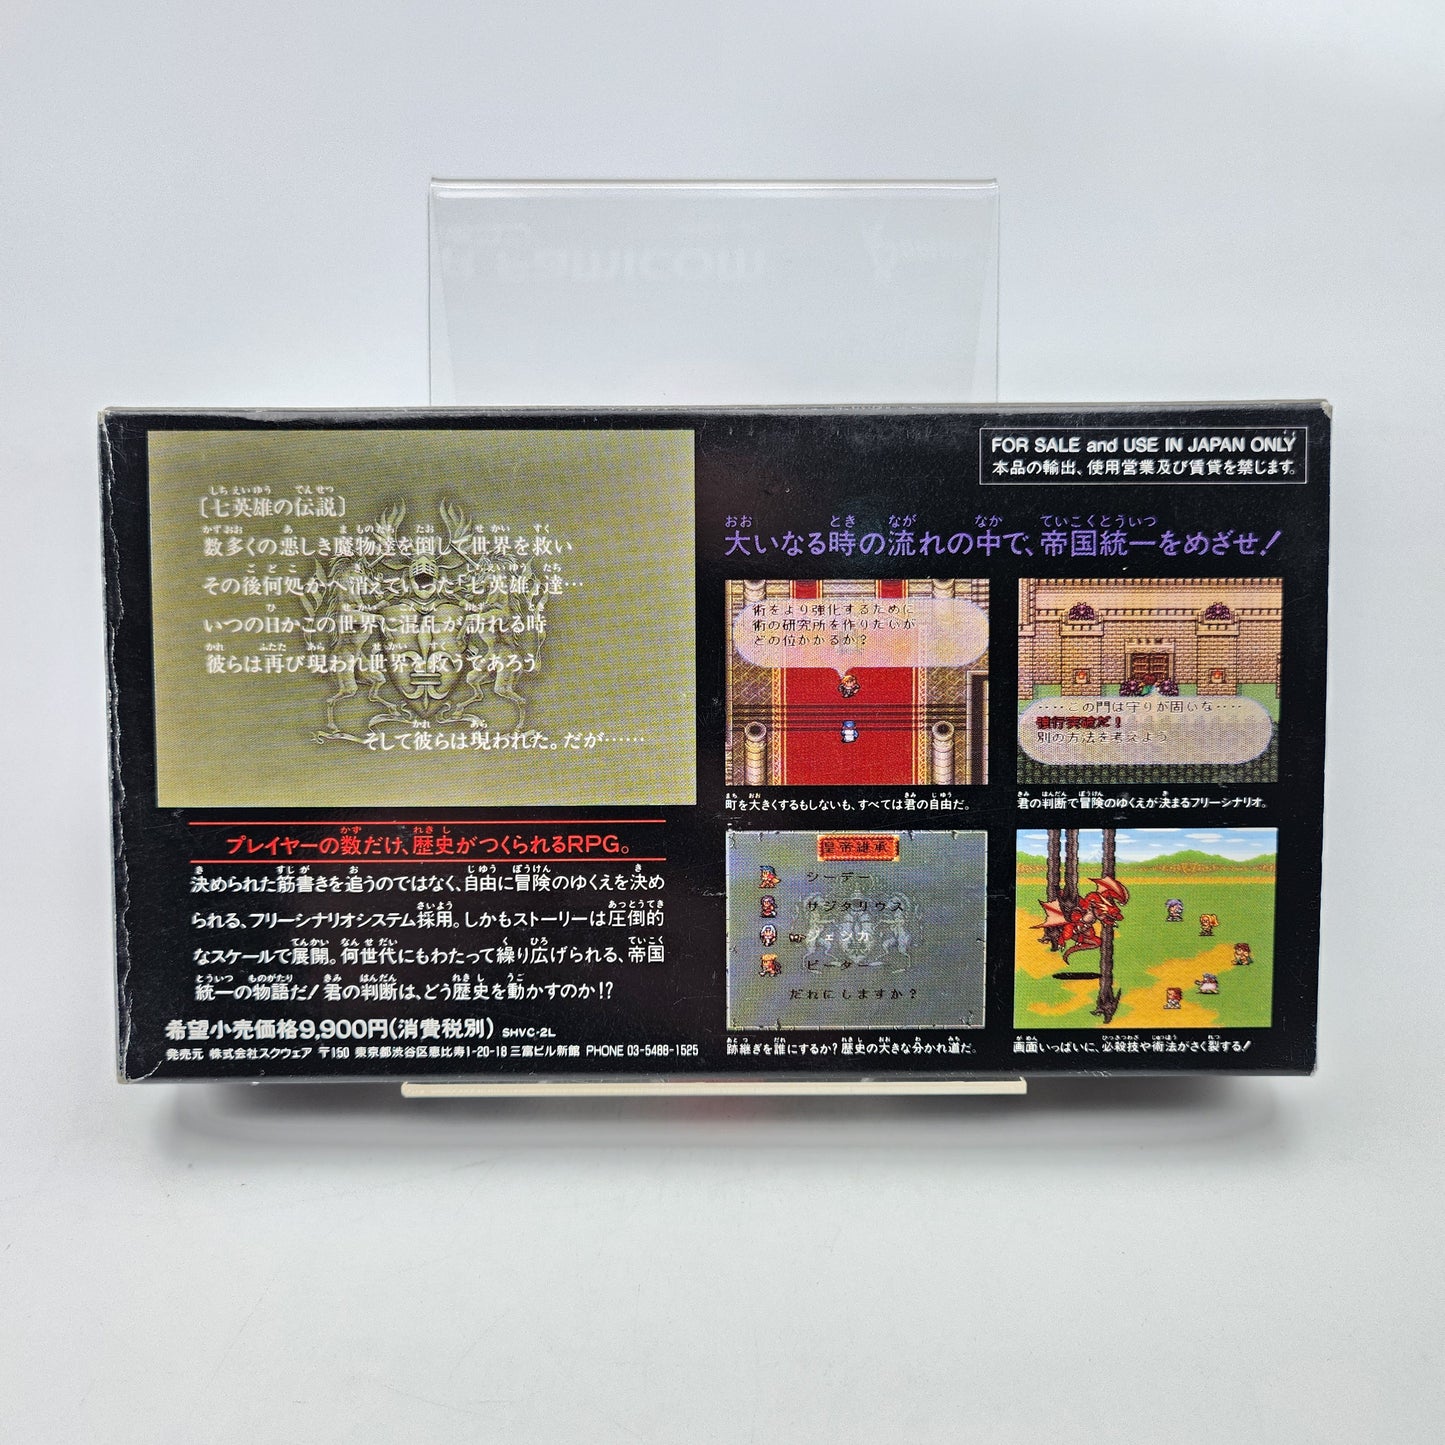 [七英雄の伝説]
数多くの悪しき魔物達を倒して世界を救い
その後何処かへ消えていった「七英雄」達…
いつの日かこの世界に混乱が訪れる時
彼らは再び現われ世界を救うであろう
そして彼らは現われた。だが……
プレイヤーの数だけ、歴史がつくられるRPG。
決められた筋書きを追うのではなく、自由に冒険のゆくえを決め
られる、フリーシナリオシステム採用。しかもストーリーは圧倒的
なスケールで展開。何世代にもわたって繰り広げられる、帝国
統一の物語だ!君の判断は、どう歴史を動かすのか!?
希望小売価格9,900円(消費税別) SHVC-2L
発売元 株式会社スクウェア 〒150 東京都渋谷区恵比寿1-20-18 三富ビル新館 PHONE 03-5488-1525
FOR SALE and USE IN JAPAN ONLY
本品の輸出、使用営業及び賃貸を禁じます。
大いなる時の流れの中で、帝国統一をめざせ!
術をより強化するために
術の研究所を作りたいが
どの位かかるか?
町を大きくするもしないも、すべては君の自由だ。
‥‥この門は守りが固いな‥‥
強行突破だ!
別の方法を考えよう
君の判断で冒険のゆくえが決まるフリーシナリオ。
皇帝継承
シーデー
サジタリウス
ジェシカ
ピーター
だれにしますか?
跡継ぎを誰にするか?歴史の大きな分かれ道だ。
画面いっぱいに、必殺技や術法がさく裂する!